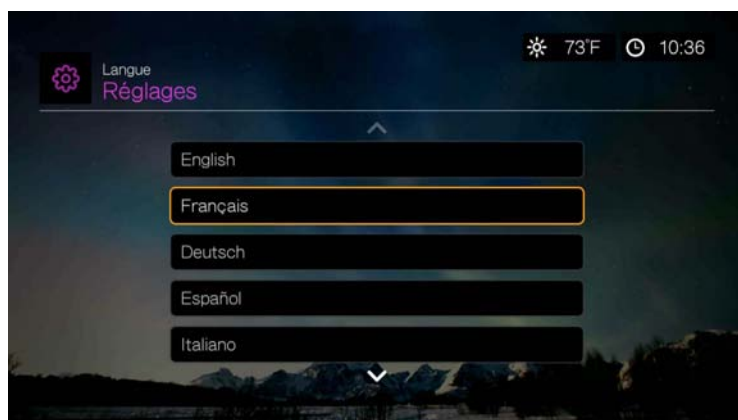 73°F 10:36
Langue
Réglages
English
Français
Deutsch
Español
Italiano